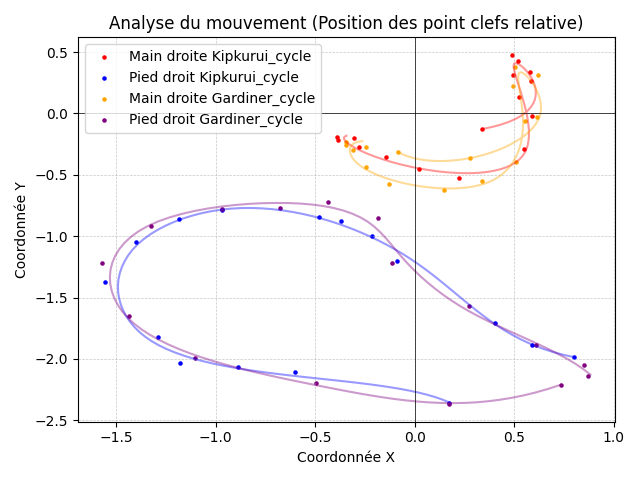 Analyse du mouvement (Position des point clefs relative)
Main droite Kipkurui_cycle
Pied droit Kipkurui_cycle
Main droite Gardiner_cycle
Pied droit Gardiner_cycle
Coordonnée Y
0.5
0.0
−0.5
−1.0
−1.5
−2.0
−2.5
−1.5
−1.0
−0.5
0.0
0.5
1.0
Coordonnée X